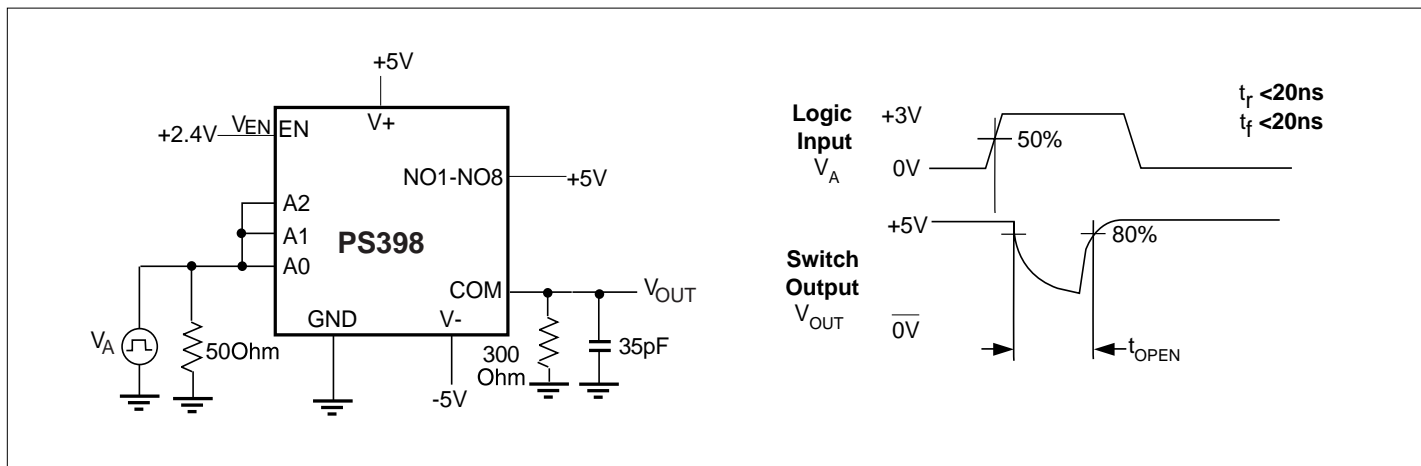 +5V
V+
+2.4V VEN EN
NO1-NO8 +5V
A2
A1
PS398
A0
COM VOUT
GND V-
VA 50Ohm
300
Ohm
35pF
-5V
Logic
Input
VA
+3V
0V
50%
tr <20ns
tf <20ns
+5V
80%
Switch
Output
VOUT
0V
tOPEN